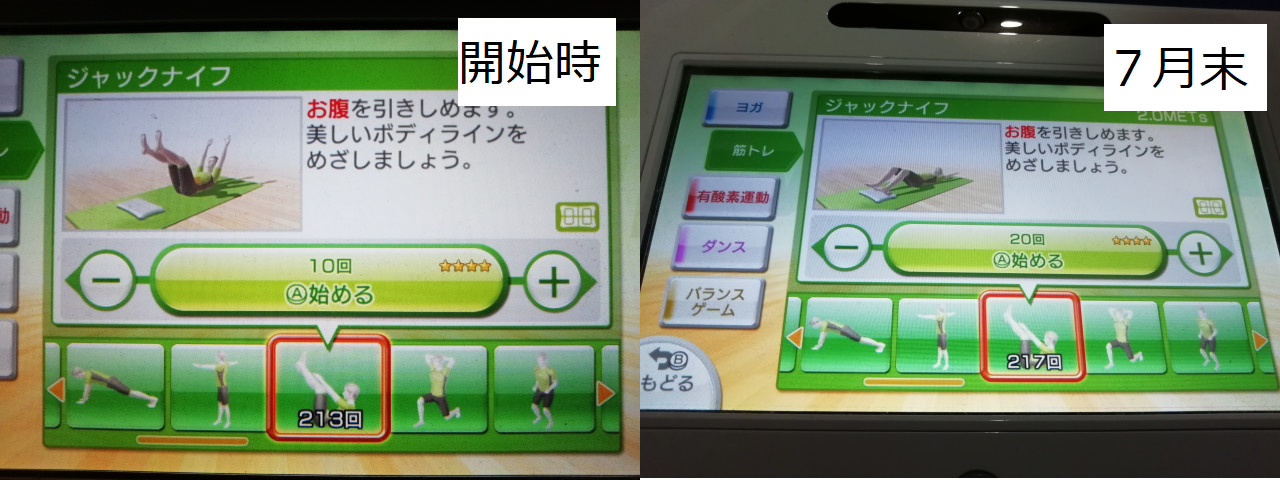 開始時
ジャックナイフ
お腹を引きしめます。
美しいボディラインを
めざしましょう。
10回
Ⓐ始める
213回
7月末
ヨガ
筋トレ
有酸素運動
ダンス
バランス
ゲーム
Ⓑ
もどる
ジャックナイフ
2.0METs
お腹を引きしめます。
美しいボディラインを
めざしましょう。
20回
Ⓐ始める
217回